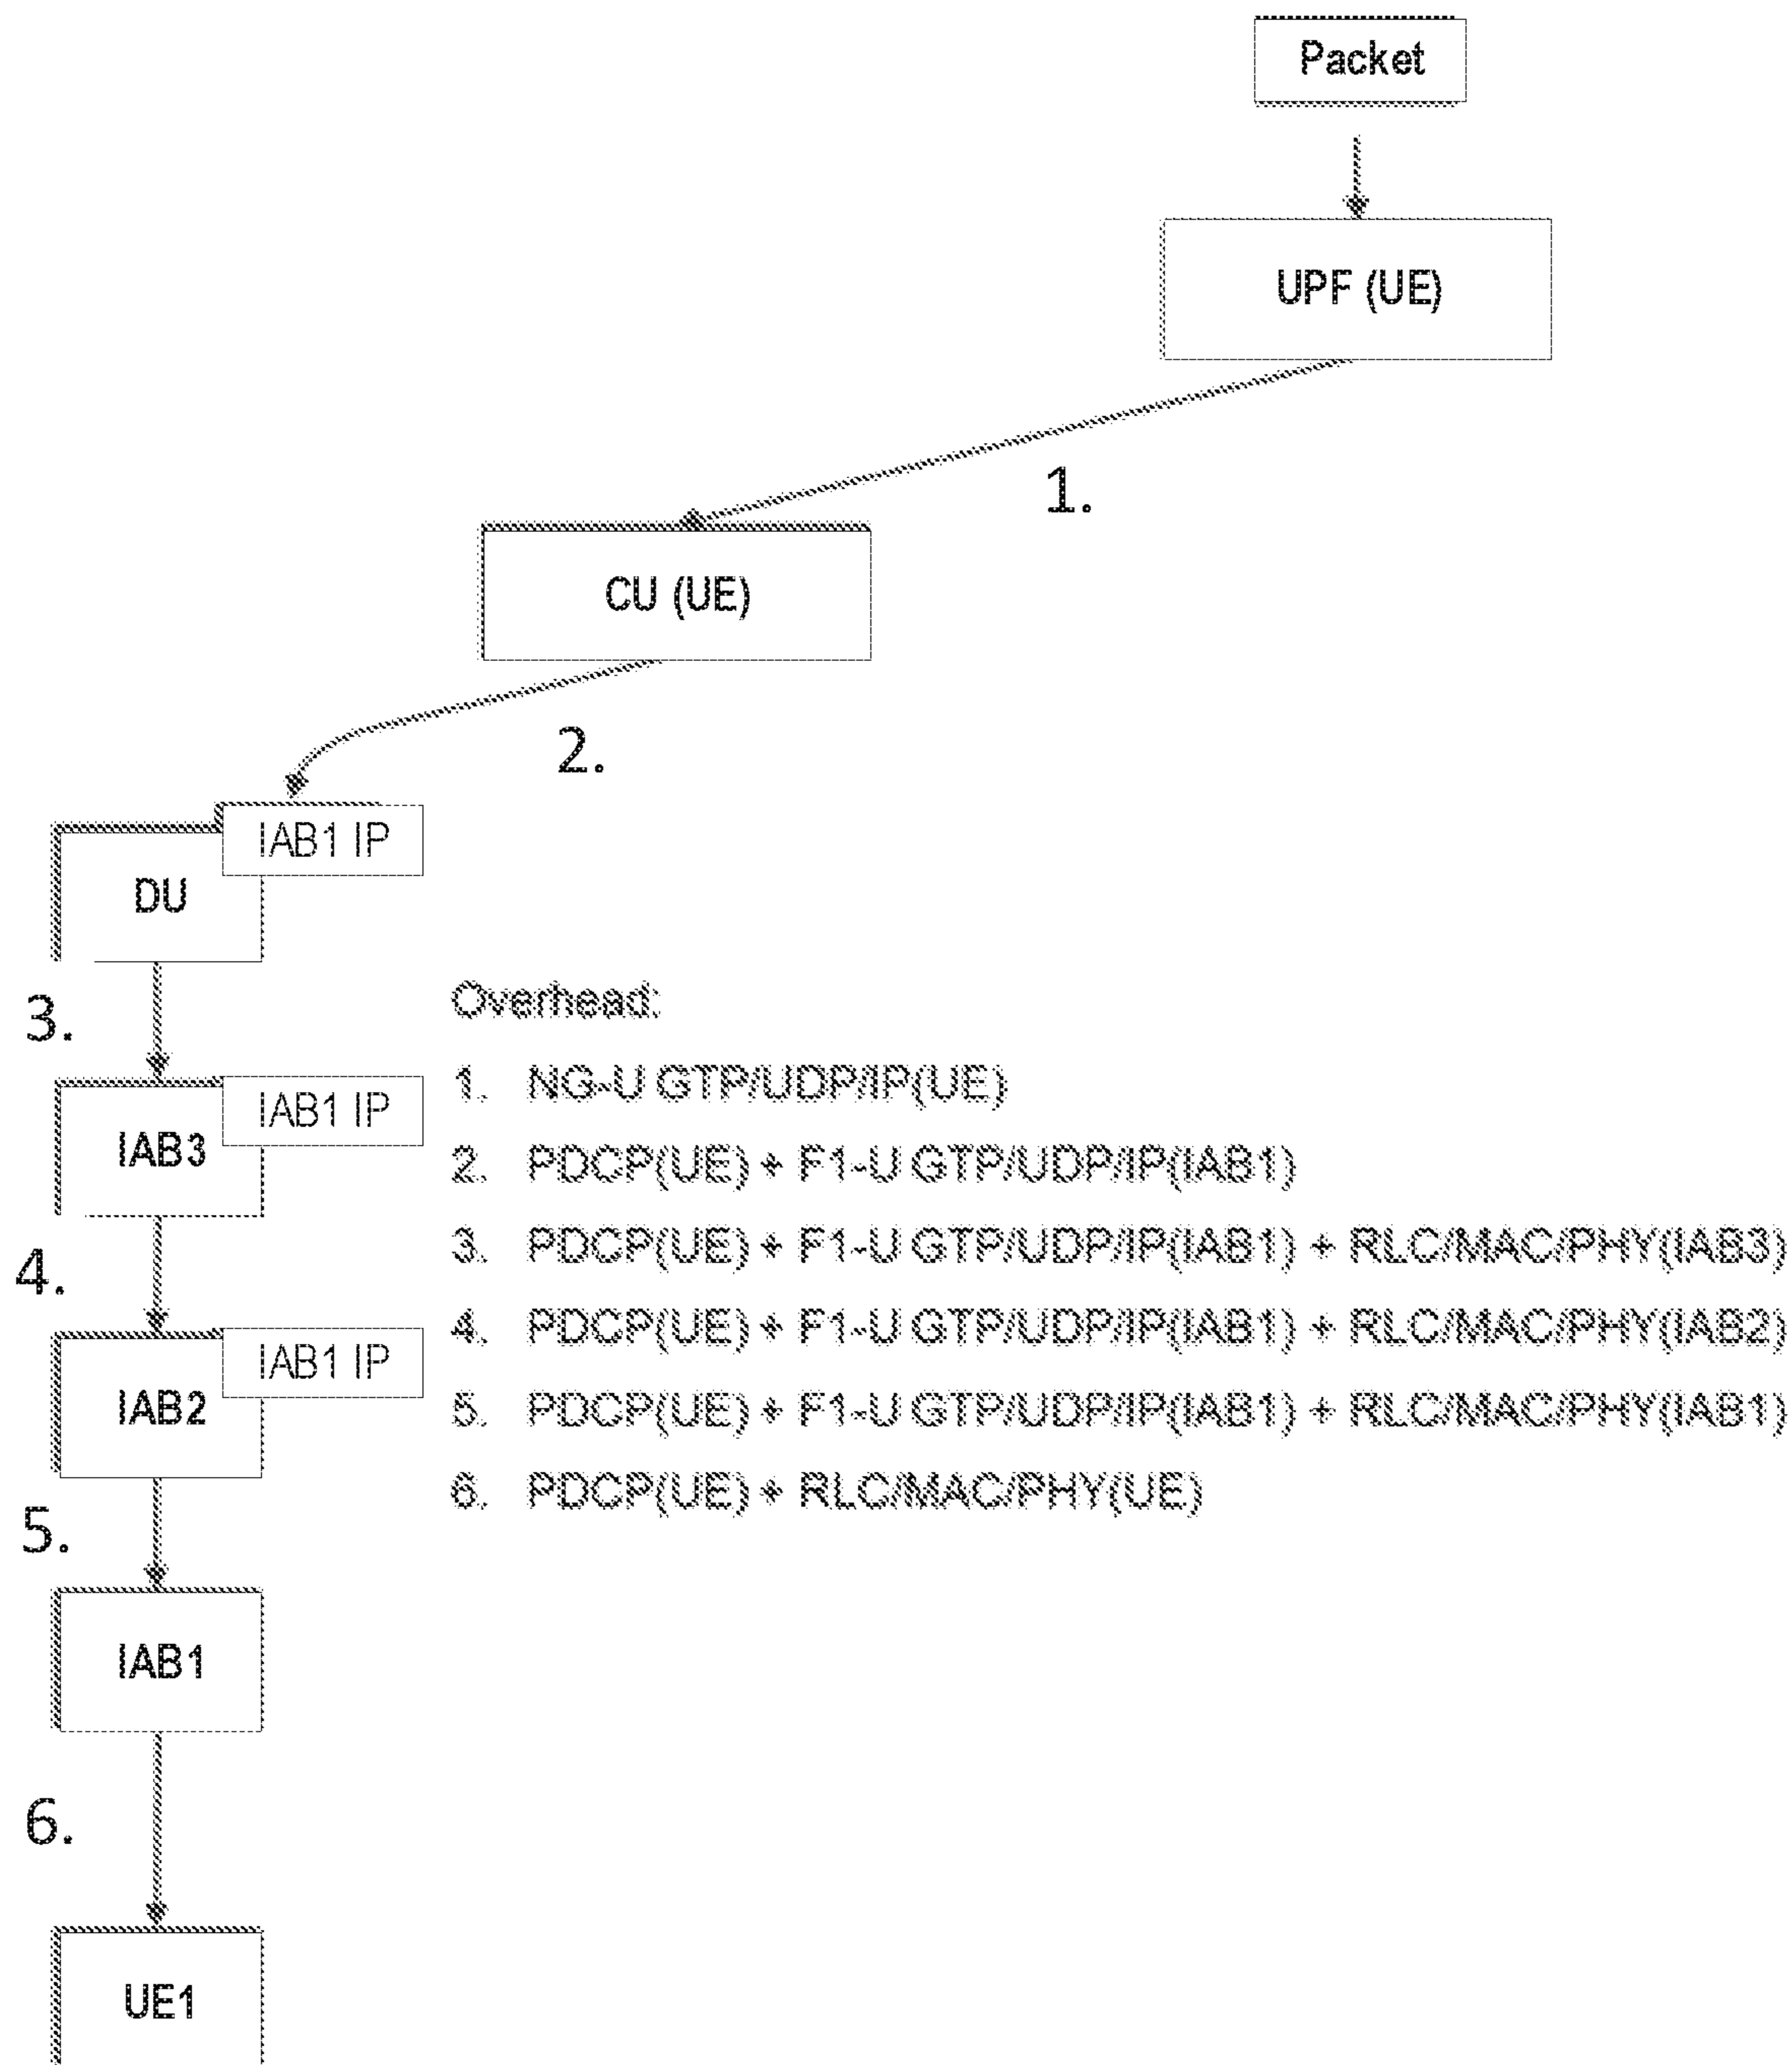 Packet
UPF (UE)
1.
CU (UE)
2.
IAB1 IP
DU
3.
IAB1 IP
IAB3
4.
IAB1 IP
IAB2
5.
IAB1
6.
UE1
Overhead:
1. NG-U GTP/UDP/IP(UE)
2. PDCP(UE) + F1-U GTP/UDP/IP(IAB1)
3. PDCP(UE) + F1-U GTP/UDP/IP(IAB1) + RLC/MAC/PHY(IAB3)
4. PDCP(UE) + F1-U GTP/UDP/IP(IAB1) + RLC/MAC/PHY(IAB2)
5. PDCP(UE) + F1-U GTP/UDP/IP(IAB1) + RLC/MAC/PHY(IAB1)
6. PDCP(UE) + RLC/MAC/PHY(UE)